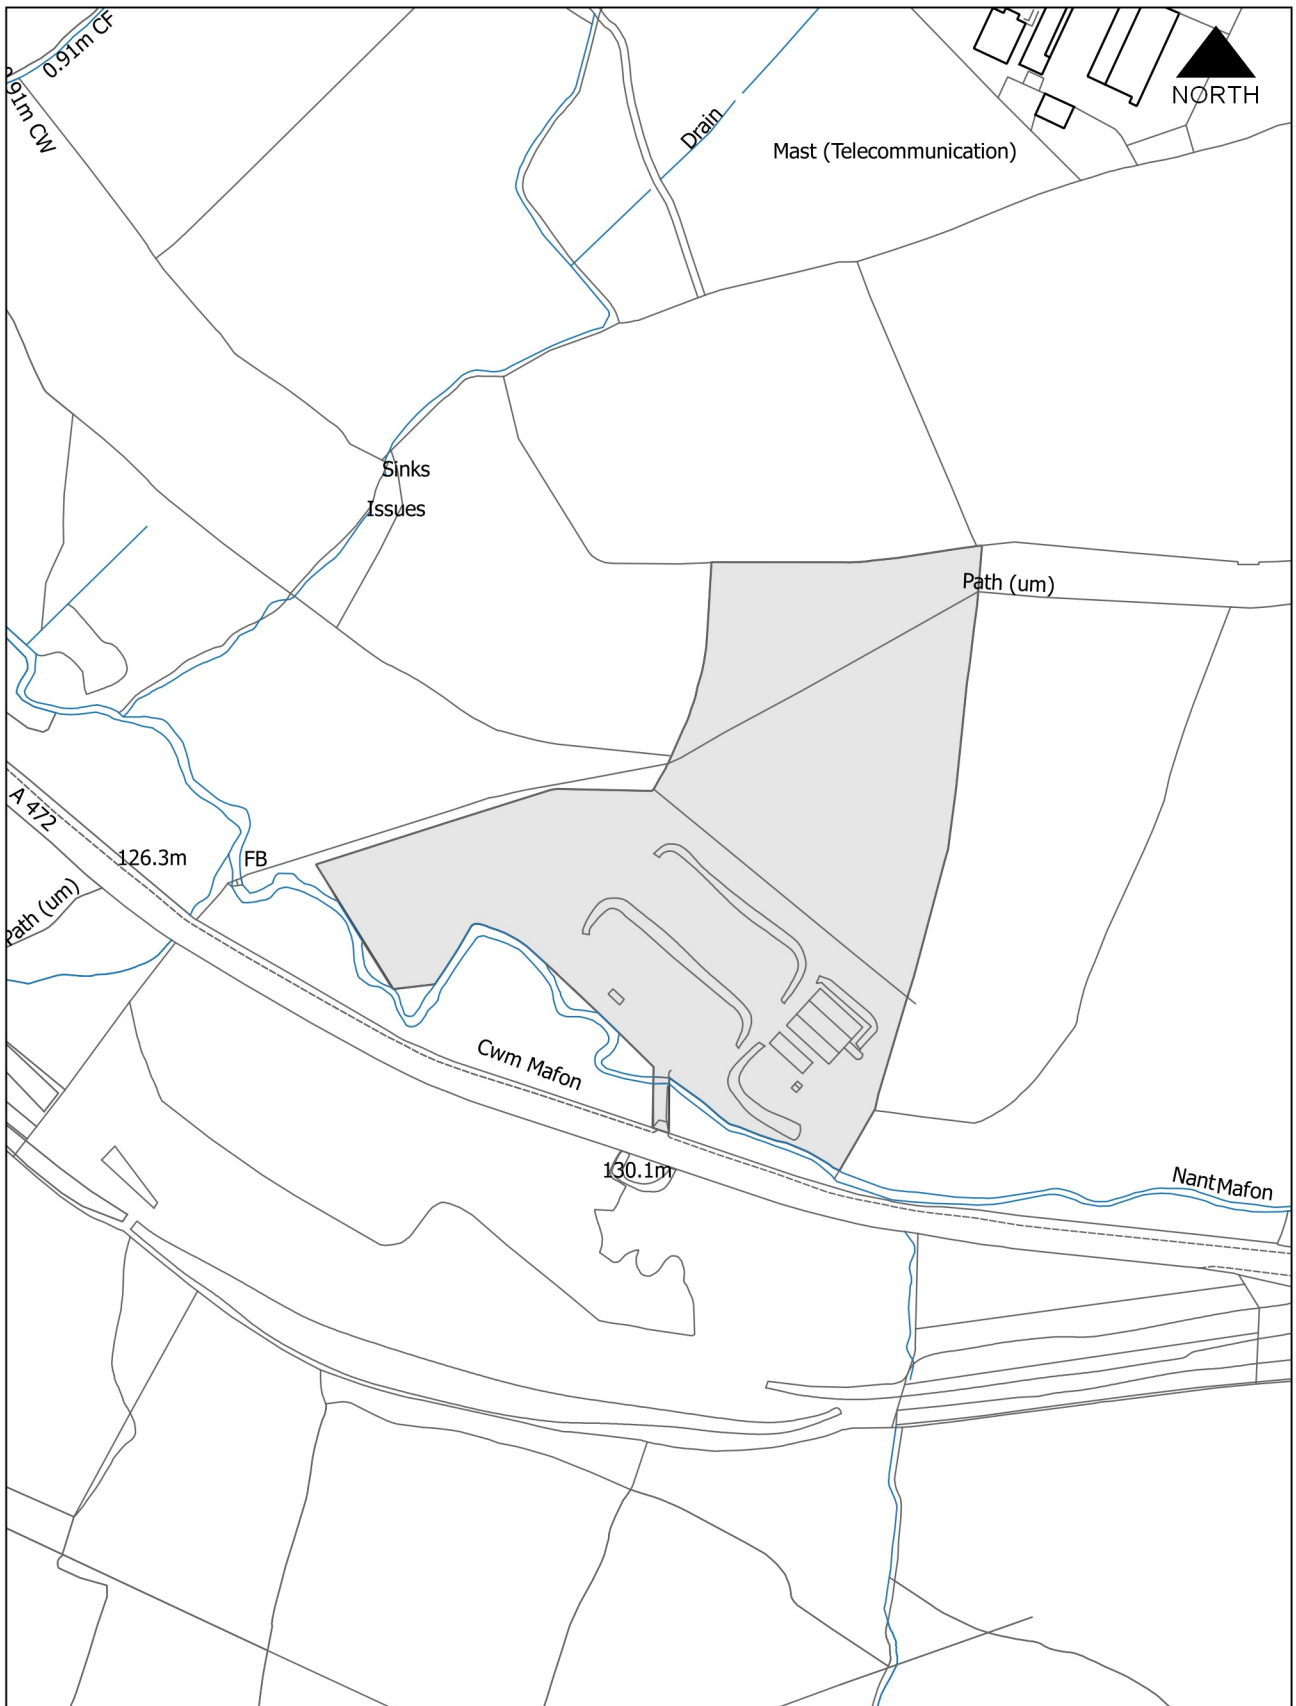 0.91m CF
0.91m CW
NORTH
Drain
Mast (Telecommunication)
Sinks
Issues
Path (um)
A 472
126.3m
FB
Path (um)
Cwm Mafon
130.1m
Nant Mafon